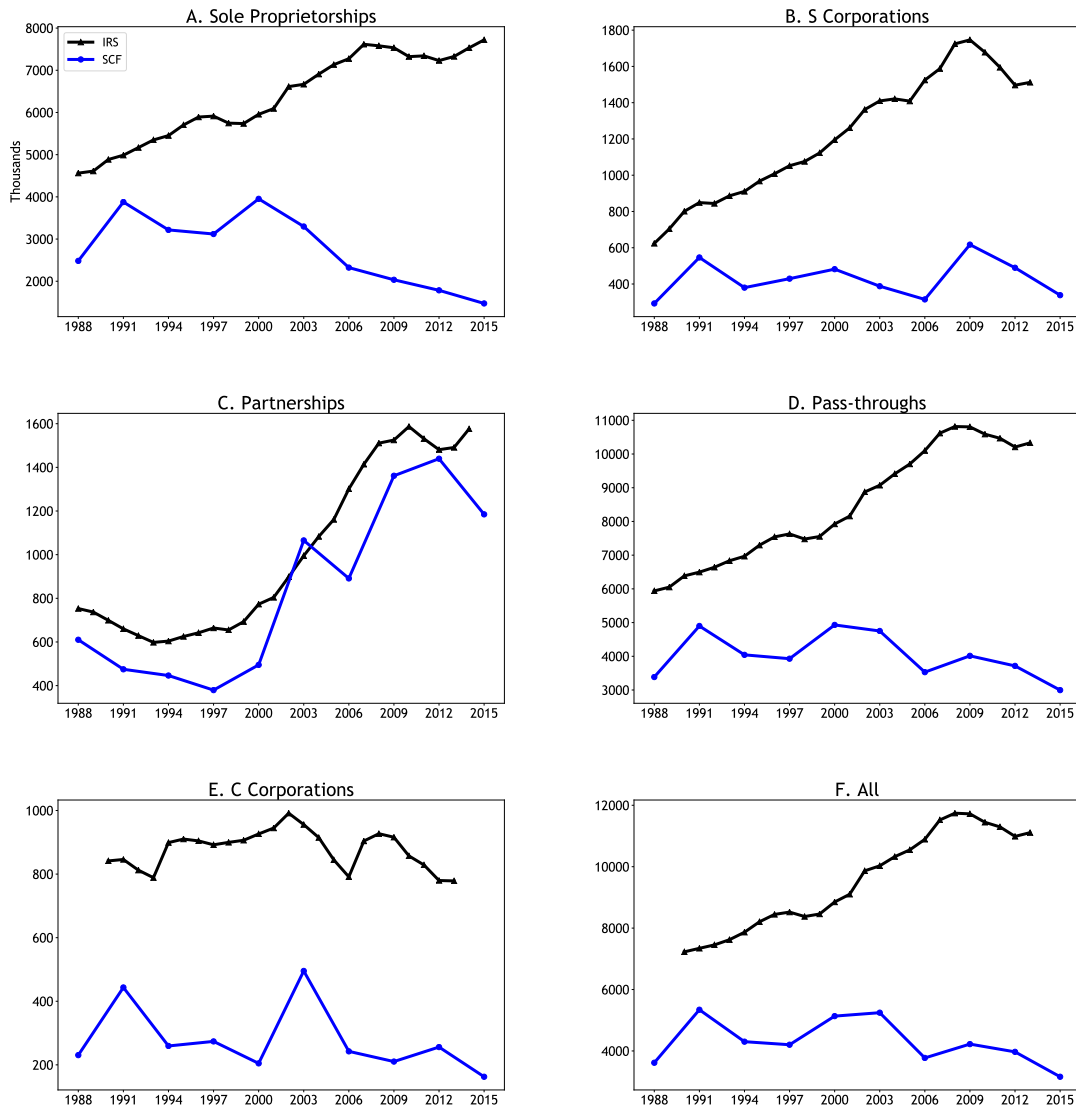 A. Sole Proprietorships
8000
7000
6000
5000
4000
3000
2000
Thousands
IRS
SCF
1988 1991 1994 1997 2000 2003 2006 2009 2012 2015
B. S Corporations
1800
1600
1400
1200
1000
800
600
400
1988 1991 1994 1997 2000 2003 2006 2009 2012 2015
C. Partnerships
1600
1400
1200
1000
800
600
400
1988 1991 1994 1997 2000 2003 2006 2009 2012 2015
D. Pass-throughs
11000
10000
9000
8000
7000
6000
5000
4000
3000
1988 1991 1994 1997 2000 2003 2006 2009 2012 2015
E. C Corporations
1000
800
600
400
200
1988 1991 1994 1997 2000 2003 2006 2009 2012 2015
F. All
12000
10000
8000
6000
4000
1988 1991 1994 1997 2000 2003 2006 2009 2012 2015